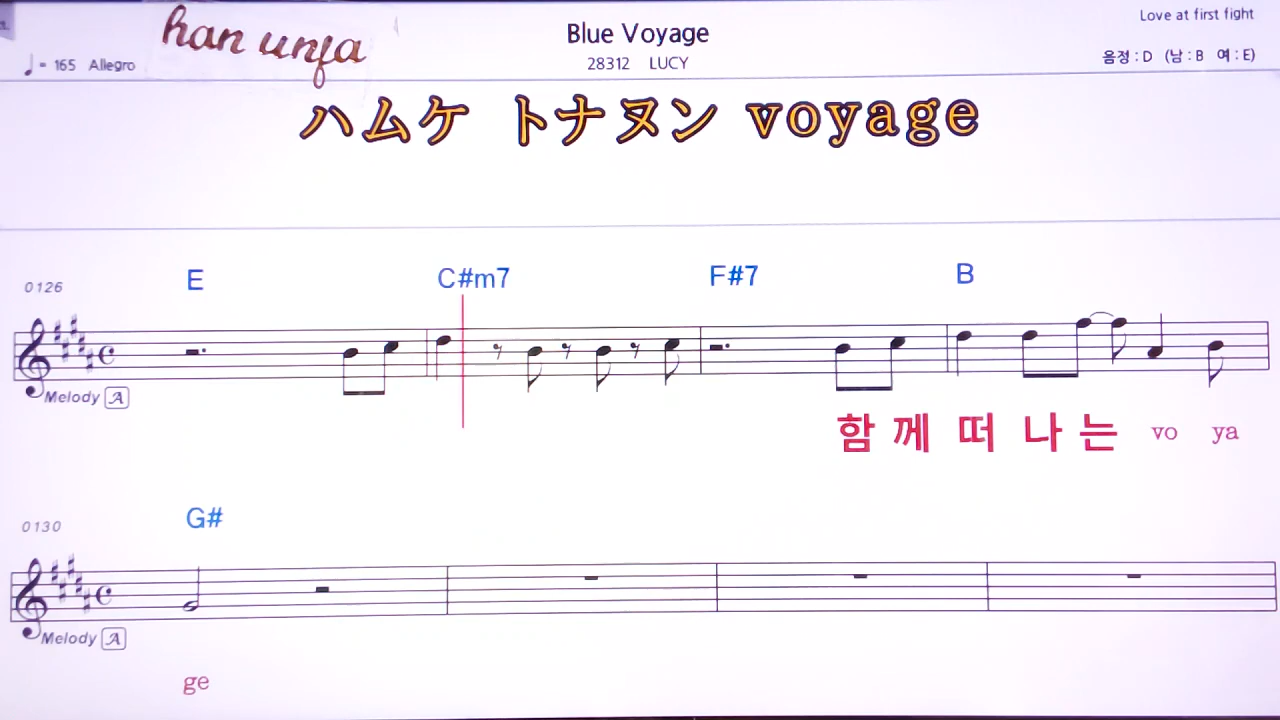 Love at first fight
han unfa
Blue Voyage
♩= 165 Allegro
28312 LUCY
음정 : D (남 : B 여 : E)
ハムケ トナヌン voyage
E C#m7 F#7 B
0126
Melody A
함 께 떠 나 는 vo ya
G#
0130
Melody A
ge